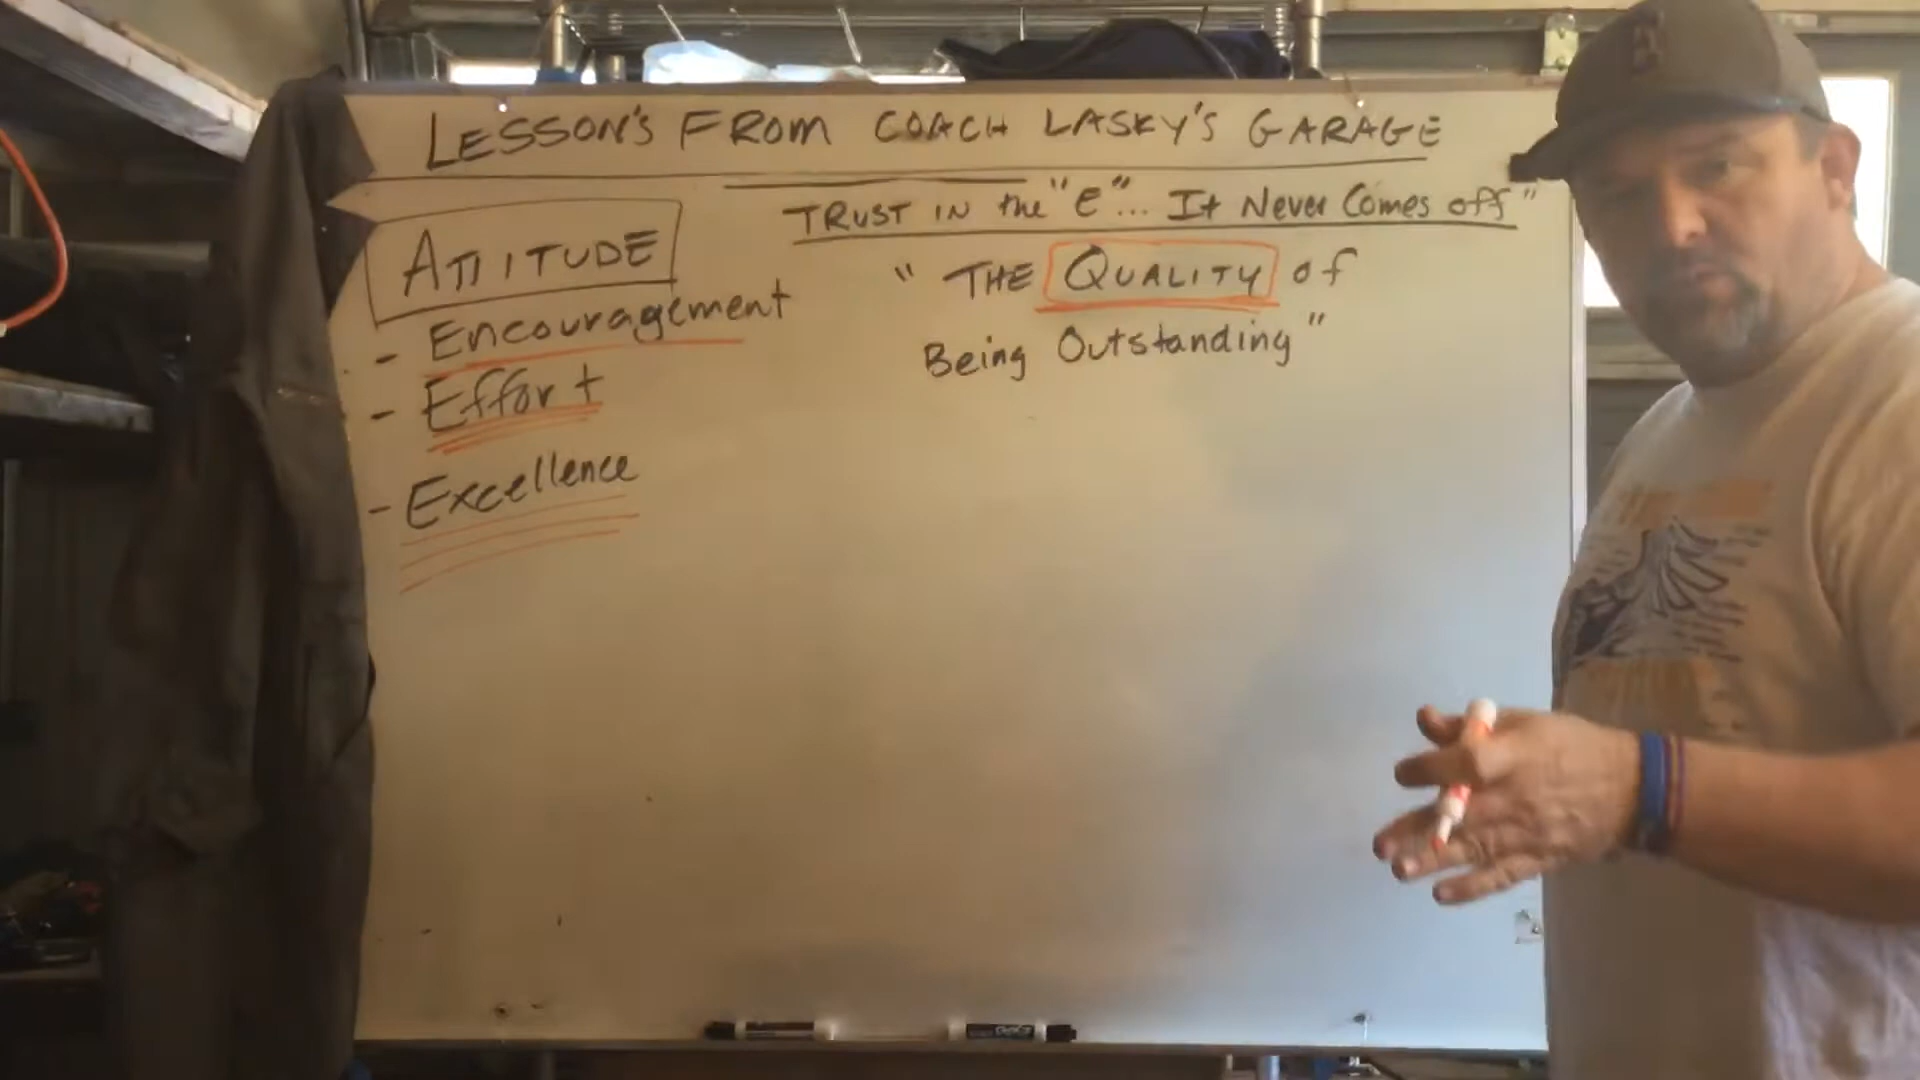 LESSON'S FROM COACH LASKY'S GARAGE
TRUST IN the "E"... It Never Comes off"
ATTITUDE
- Encouragement
- Effort
- Excellence
" THE QUALITY of
Being Outstanding"